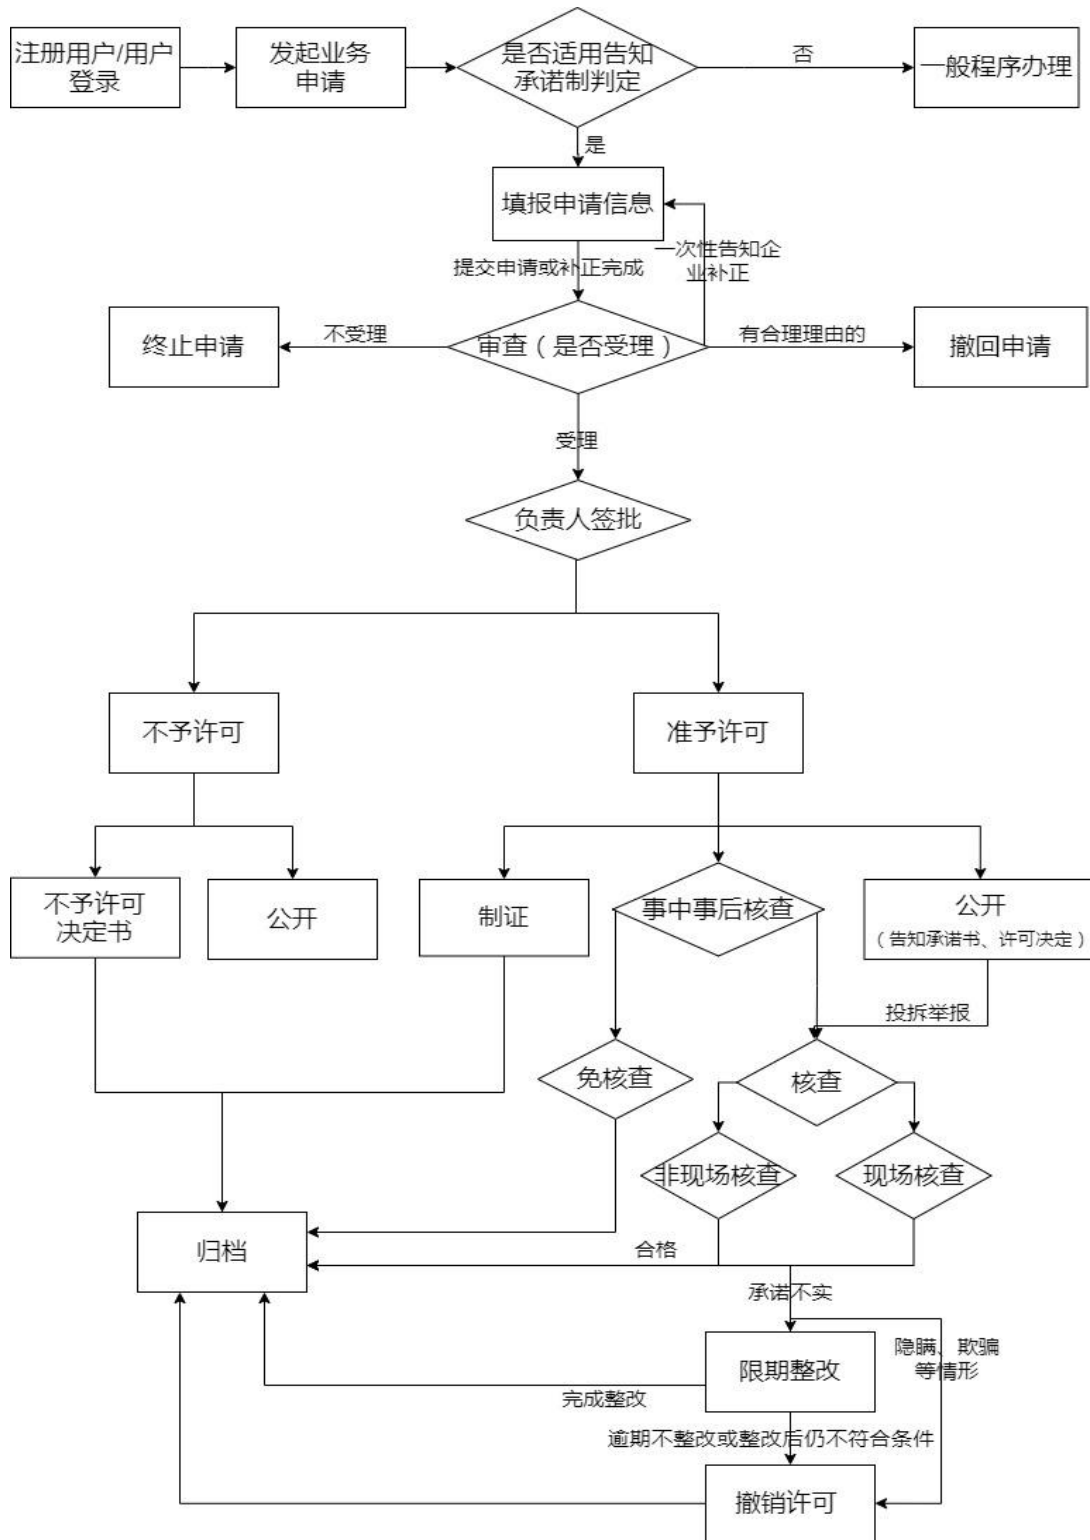 注册用户/用户
登录
发起业务
申请
是否适用告知
承诺制判定
否
一般程序办理
是
填报申请信息
提交申请或补正完成
一次性告知企
业补正
终止申请
不受理
审查（是否受理）
有合理理由的
撤回申请
受理
负责人签批
不予许可
准予许可
不予许可
决定书
公开
制证
事中事后核查
公开
（告知承诺书、许可决定）
投拆举报
免核查
核查
非现场核查
现场核查
归档
合格
承诺不实
隐瞒、欺骗
等情形
限期整改
完成整改
逾期不整改或整改后仍不符合条件
撤销许可